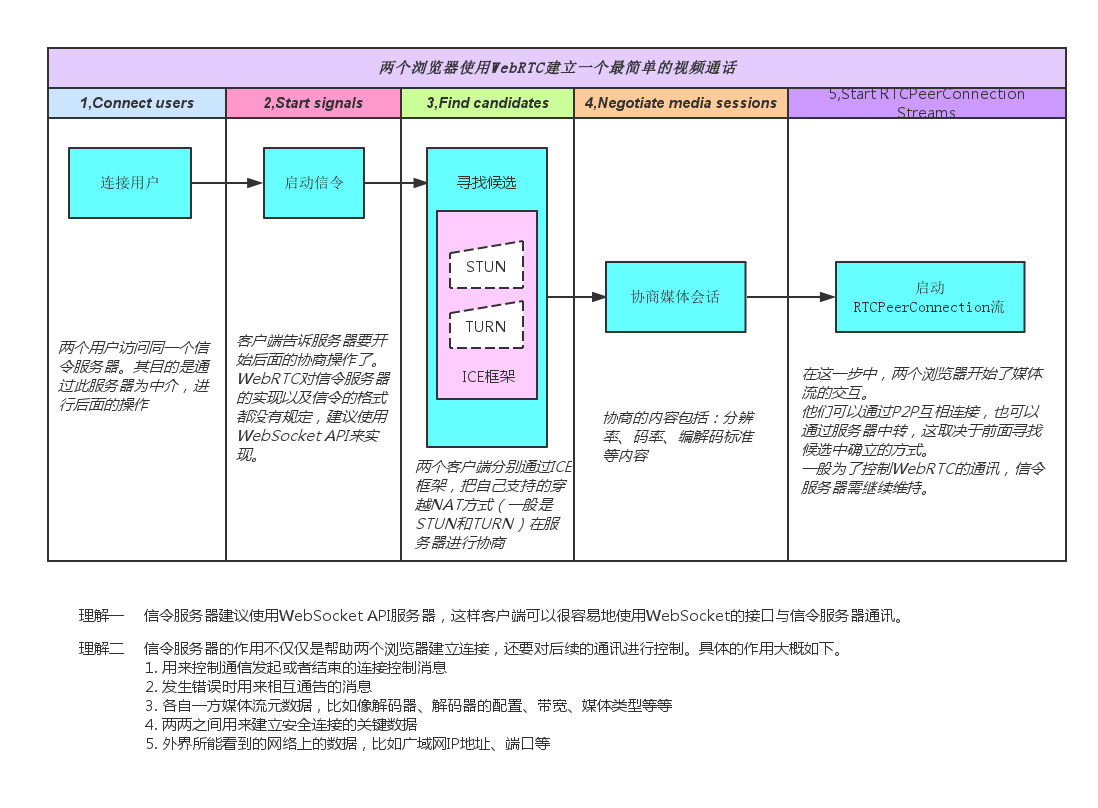 两个浏览器使用WebRTC建立一个最简单的视频通话
1,Connect users
2,Start signals
3,Find candidates
4,Negotiate media sessions
5,Start RTCPeerConnection
Streams
连接用户
启动信令
寻找候选
STUN
TURN
ICE框架
协商媒体会话
启动
RTCPeerConnection流
两个用户访问同一个信
令服务器。其目的是通
过此服务器为中介，进
行后面的操作
客户端告诉服务器要开
始后面的协商操作了。
WebRTC对信令服务器
的实现以及信令的格式
都没有规定，建议使用
WebSocket API来实
现。
两个客户端分别通过ICE
框架，把自己支持的穿
越NAT方式（一般是
STUN和TURN）在服
务器进行协商
协商的内容包括：分辨
率、码率、编解码标准
等内容
在这一步中，两个浏览器开始了媒体
流的交互。
他们可以通过P2P互相连接，也可以
通过服务器中转，这取决于前面寻找
候选中确立的方式。
一般为了控制WebRTC的通讯，信令
服务器需继续维持。
理解一 信令服务器建议使用WebSocket API服务器，这样客户端可以很容易地使用WebSocket的接口与信令服务器通讯。
理解二 信令服务器的作用不仅仅是帮助两个浏览器建立连接，还要对后续的通讯进行控制。具体的作用大概如下。
1. 用来控制通信发起或者结束的连接控制消息
2. 发生错误时用来相互通告的消息
3. 各自一方媒体流元数据，比如像解码器、解码器的配置、带宽、媒体类型等等
4. 两两之间用来建立安全连接的关键数据
5. 外界所能看到的网络上的数据，比如广域网IP地址、端口等